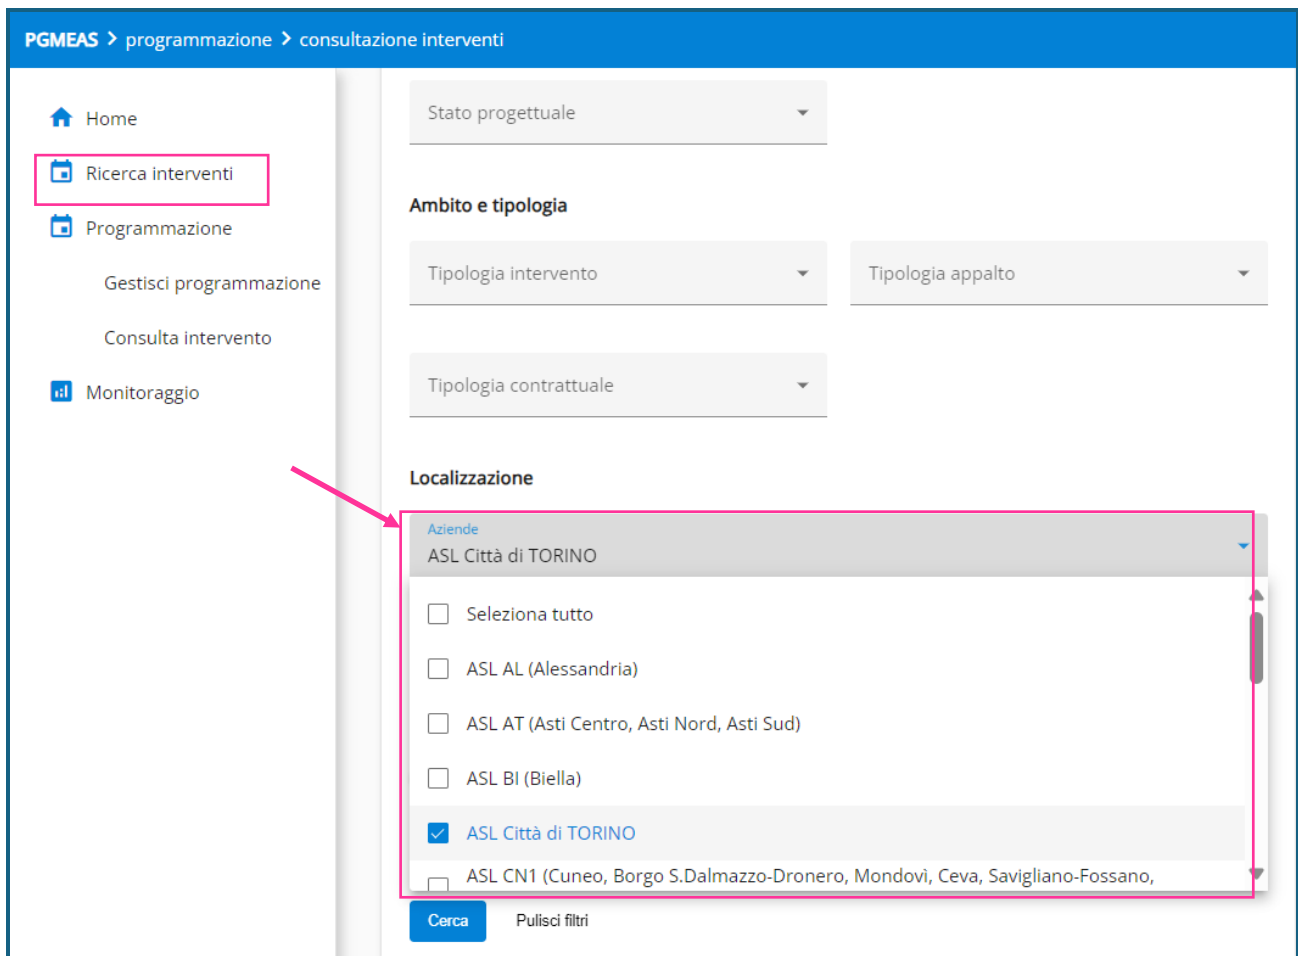 PGMEAS > programmazione > consultazione interventi
Home
Ricerca interventi
Programmazione
Gestisci programmazione
Consulta intervento
Monitoraggio
Stato progettuale
Ambito e tipologia
Tipologia intervento
Tipologia appalto
Tipologia contrattuale
Localizzazione
Aziende
ASL Città di TORINO
Seleziona tutto
ASL AL (Alessandria)
ASL AT (Asti Centro, Asti Nord, Asti Sud)
ASL BI (Biella)
ASL Città di TORINO
ASL CN1 (Cuneo, Borgo S.Dalmazzo-Dronero, Mondovì, Ceva, Savigliano-Fossano,
Cerca
Pulisci filtri